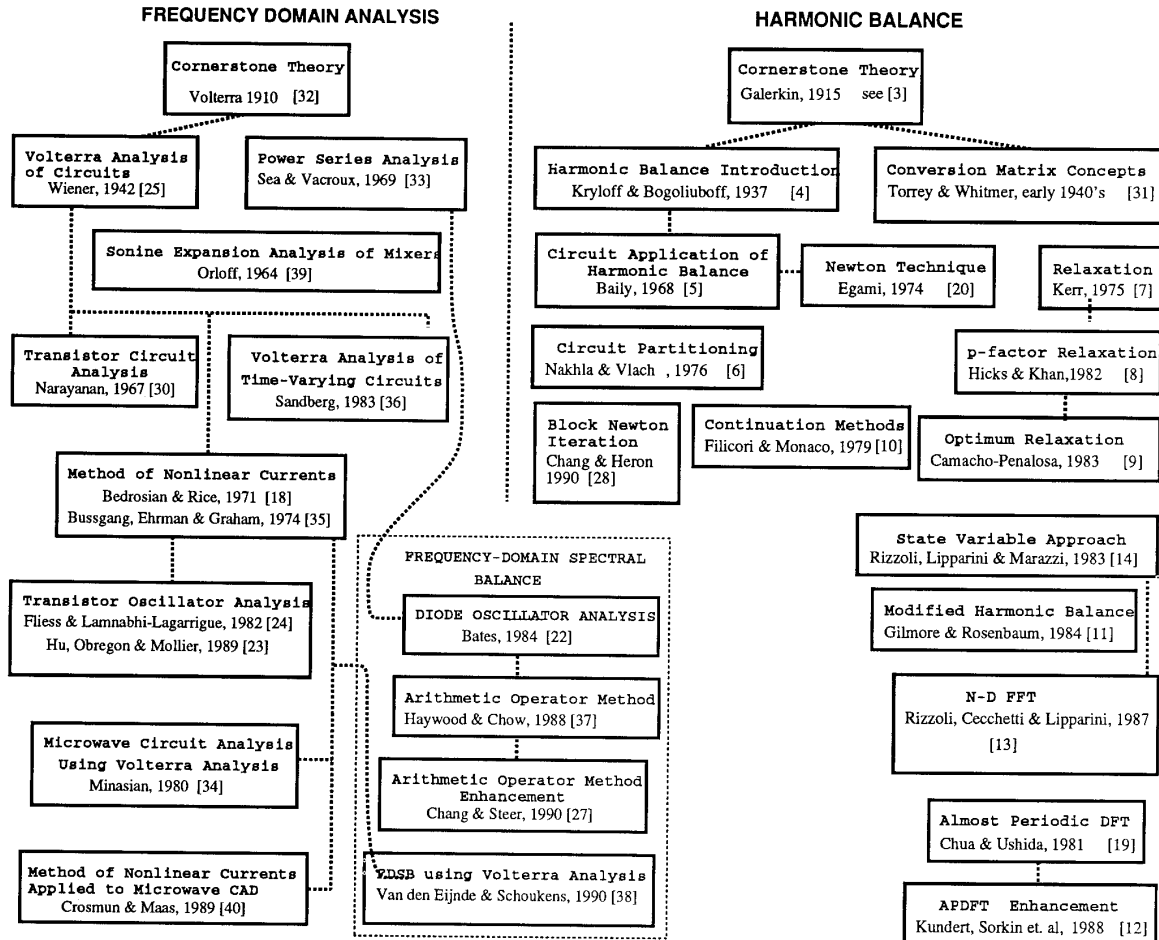 FREQUENCY DOMAIN ANALYSIS
Cornerstone Theory
Volterra 1910 [32]
Volterra Analysis
of Circuits
Wiener, 1942 [25]
Power Series Analysis
Sea & Vacroux, 1969 [33]
Sonine Expansion Analysis of Mixers
Orloff, 1964 [39]
Transistor Circuit
Analysis
Narayanan, 1967 [30]
Volterra Analysis of
Time-Varying Circuits
Sandberg, 1983 [36]
Method of Nonlinear Currents
Bedrosian & Rice, 1971 [18]
Bussgang, Ehrman & Graham, 1974 [35]
Transistor Oscillator Analysis
Fliess & Lamnabhi-Lagarrigue, 1982 [24]
Hu, Obregon & Mollier, 1989 [23]
Microwave Circuit Analysis
Using Volterra Analysis
Minasian, 1980 [34]
Method of Nonlinear Currents
Applied to Microwave CAD
Crosmun & Maas, 1989 [40]
FREQUENCY-DOMAIN SPECTRAL
BALANCE
DIODE OSCILLATOR ANALYSIS
Bates, 1984 [22]
Arithmetic Operator Method
Haywood & Chow, 1988 [37]
Arithmetic Operator Method
Enhancement
Chang & Steer, 1990 [27]
FDSB using Volterra Analysis
Van den Eijnde & Schoukens, 1990 [38]
HARMONIC BALANCE
Cornerstone Theory
Galerkin, 1915 see [3]
Harmonic Balance Introduction
Kryloff & Bogoliuboff, 1937 [4]
Conversion Matrix Concepts
Torrey & Whitmer, early 1940's [31]
Circuit Application of
Harmonic Balance
Baily, 1968 [5]
Newton Technique
Egami, 1974 [20]
Relaxation
Kerr, 1975 [7]
Circuit Partitioning
Nakhla & Vlach , 1976 [6]
p-factor Relaxation
Hicks & Khan,1982 [8]
Block Newton
Iteration
Chang & Heron
1990 [28]
Continuation Methods
Filicori & Monaco, 1979 [10]
Optimum Relaxation
Camacho-Penalosa, 1983 [9]
State Variable Approach
Rizzoli, Lipparini & Marazzi, 1983 [14]
Modified Harmonic Balance
Gilmore & Rosenbaum, 1984 [11]
N-D FFT
Rizzoli, Cecchetti & Lipparini, 1987
[13]
Almost Periodic DFT
Chua & Ushida, 1981 [19]
APDFT Enhancement
Kundert, Sorkin et. al, 1988 [12]